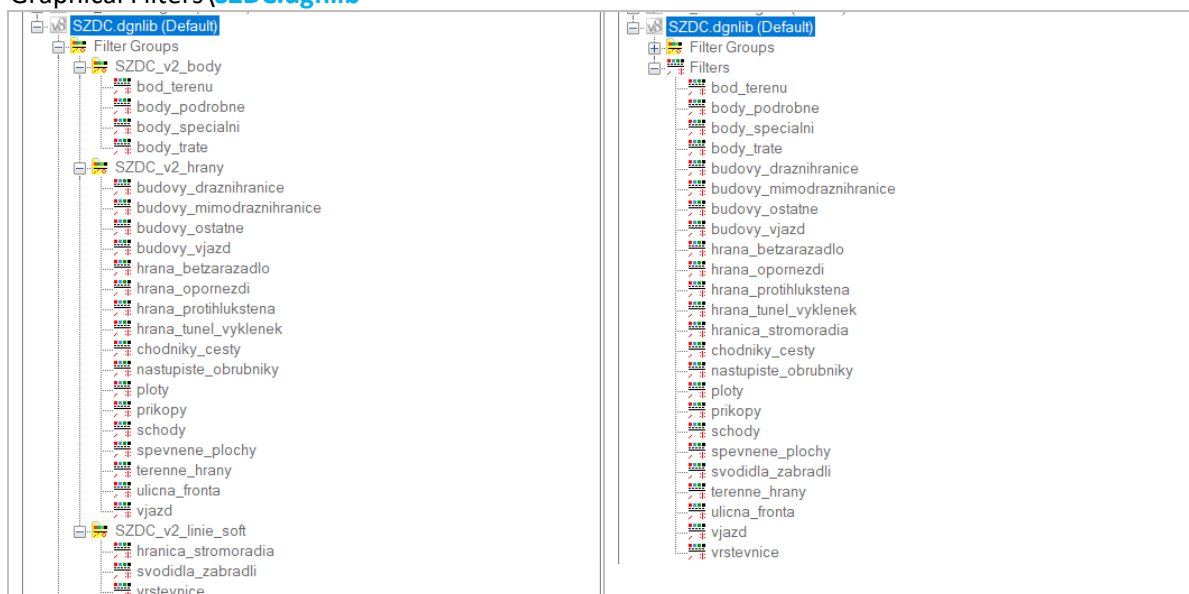 Graphical Filters\SZDC.dgnlib
SZDC.dgnlib (Default)
Filter Groups
SZDC_v2_body
bod_terenu
body_podrobne
body_specialni
body_trate
SZDC_v2_hrany
budovy_draznihranice
budovy_mimodraznihranice
budovy_ostatne
budovy_vjazd
hrana_betzarazadlo
hrana_opornezdi
hrana_protihlukstena
hrana_tunel_vyklenek
chodniky_cesty
nastupiste_obrubniky
ploty
prikopy
schody
spevnene_plochy
terenne_hrany
ulicna_fronta
vjazd
SZDC_v2_linie_soft
hranica_stromoradia
svodidla_zabradli
vrstevnice
SZDC.dgnlib (Default)
Filter Groups
Filters
bod_terenu
body_podrobne
body_specialni
body_trate
budovy_draznihranice
budovy_mimodraznihranice
budovy_ostatne
budovy_vjazd
hrana_betzarazadlo
hrana_opornezdi
hrana_protihlukstena
hrana_tunel_vyklenek
hranica_stromoradia
chodniky_cesty
nastupiste_obrubniky
ploty
prikopy
schody
spevnene_plochy
svodidla_zabradli
terenne_hrany
ulicna_fronta
vjazd
vrstevnice